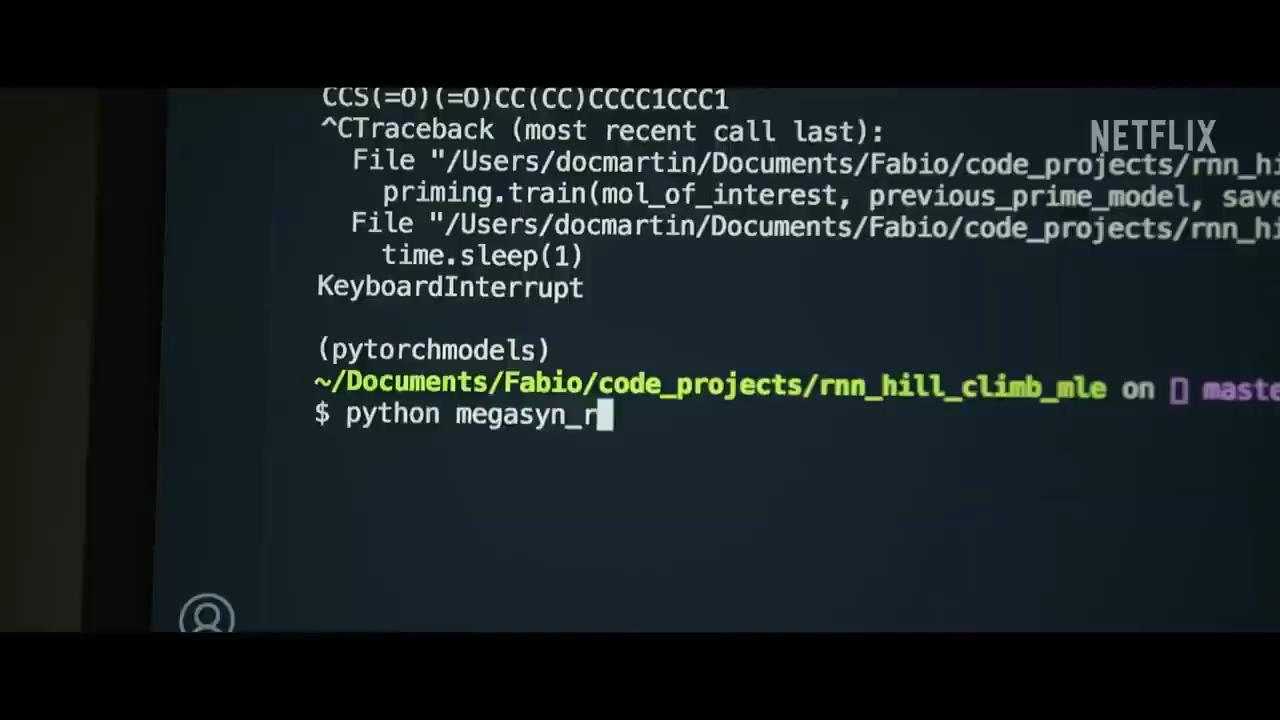 CCS(=O)(=O)CC(CC)CCCC1CCC1
^CTraceback (most recent call last):
NETFLIX
File "/Users/docmartin/Documents/Fabio/code_projects/rnn_hi
priming.train(mol_of_interest, previous_prime_model, save
File "/Users/docmartin/Documents/Fabio/code_projects/rnn_hi
time.sleep(1)
KeyboardInterrupt
(pytorchmodels)
~/Documents/Fabio/code_projects/rnn_hill_climb_mle on ▯ maste
$ python megasyn_r